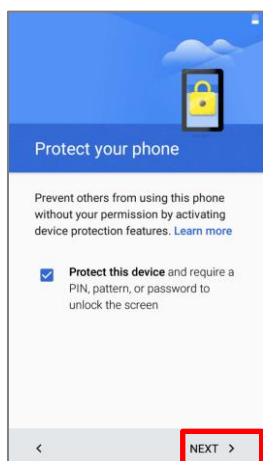 Protect your phone
Prevent others from using this phone
without your permission by activating
device protection features. Learn more
Protect this device and require a
PIN, pattern, or password to
unlock the screen
NEXT